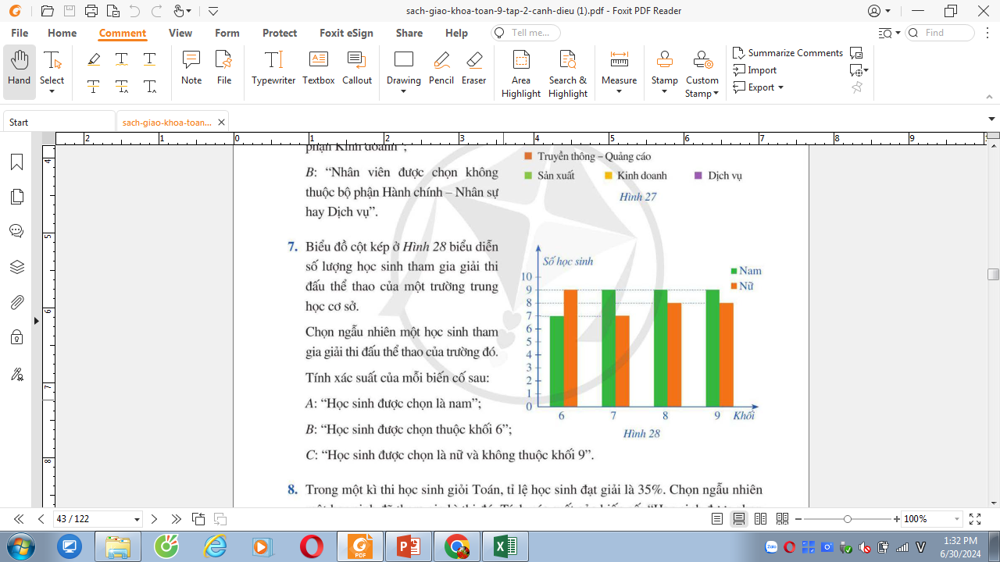 sach-giao-khoa-toan-9-tap-2-canh-dieu (1).pdf - Foxit PDF Reader
File Home Comment View Form Protect Foxit eSign Share Help Tell me... Find
Hand Select Note File Typewriter Textbox Callout Drawing Pencil Eraser Area Highlight Search & Highlight Measure Stamp Custom Stamp Summarize Comments
Import
Export
Start sach-giao-khoa-toan...
2 1 0 1 2 3 4 5 6 7 8 9
4
5
6
7
8
phận Kinh doanh”;
B: “Nhân viên được chọn không
thuộc bộ phận Hành chính – Nhân sự
hay Dịch vụ”.
Truyền thông – Quảng cáo
Sản xuất Kinh doanh Dịch vụ
Hình 27
7. Biểu đồ cột kép ở Hình 28 biểu diễn
số lượng học sinh tham gia giải thi
đấu thể thao của một trường trung
học cơ sở.
Chọn ngẫu nhiên một học sinh tham
gia giải thi đấu thể thao của trường đó.
Tính xác suất của mỗi biến cố sau:
A: “Học sinh được chọn là nam”;
B: “Học sinh được chọn thuộc khối 6”;
C: “Học sinh được chọn là nữ và không thuộc khối 9”.
Số học sinh
Nam
Nữ
10
9
8
7
6
5
4
3
2
1
0
6 7 8 9 Khối
Hình 28
8. Trong một kì thi học sinh giỏi Toán, tỉ lệ học sinh đạt giải là 35%. Chọn ngẫu nhiên
43 / 122
100%
PDF
Zalo
V
1:32 PM
6/30/2024